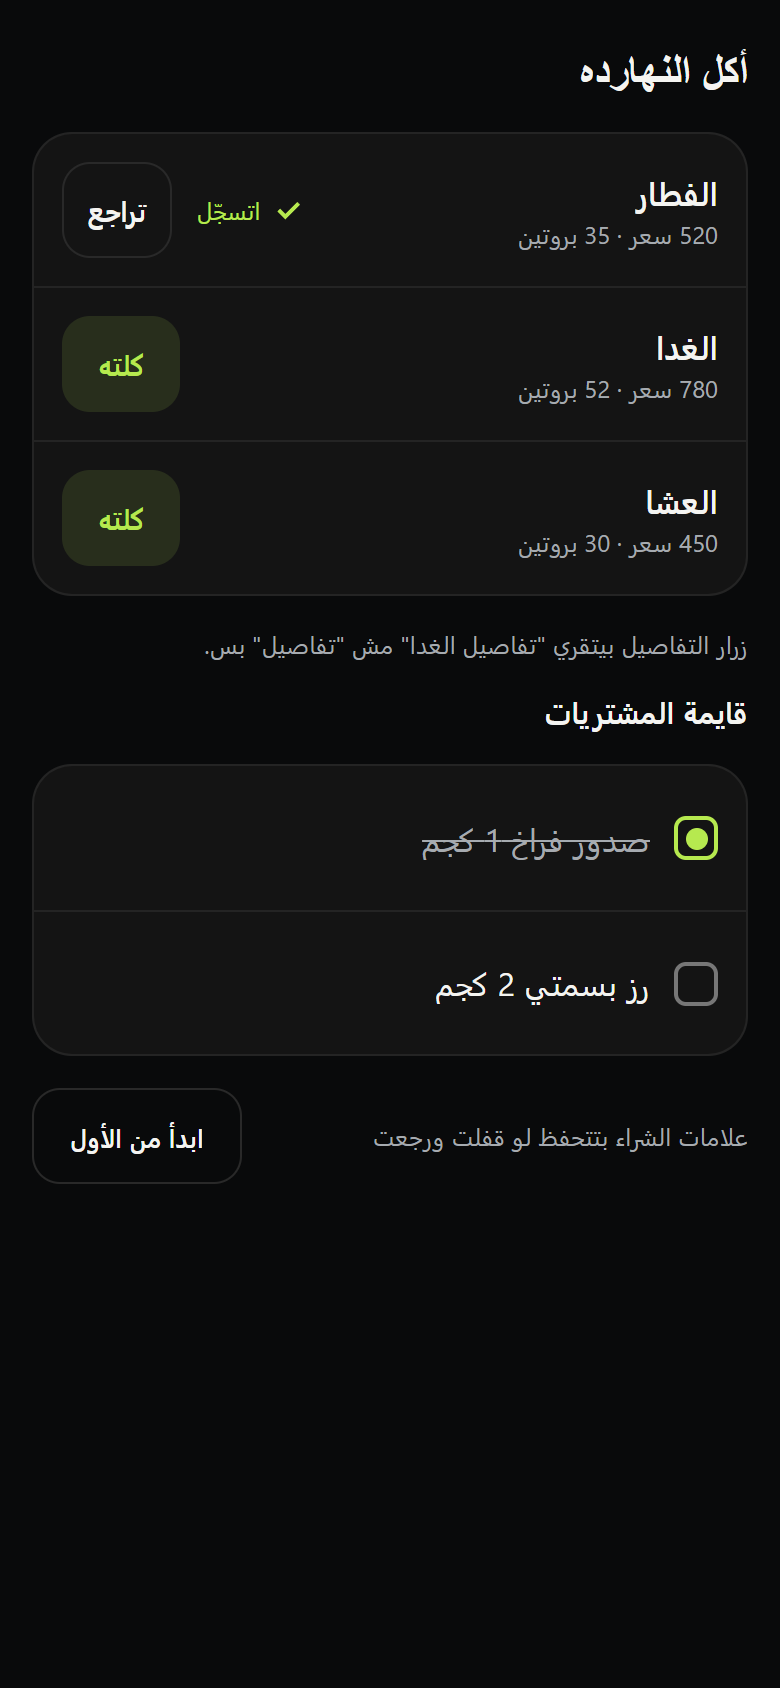 أكل النهارده
الفطار
520 سعر · 35 بروتين
اتسجّل
تراجع
الغدا
780 سعر · 52 بروتين
كلته
العشا
450 سعر · 30 بروتين
كلته
زرار التفاصيل بيتقري "تفاصيل الغدا" مش "تفاصيل" بس.
قايمة المشتريات
صدور فراخ 1 كجم
رز بسمتي 2 كجم
علامات الشراء بتتحفظ لو قفلت ورجعت
ابدأ من الأول